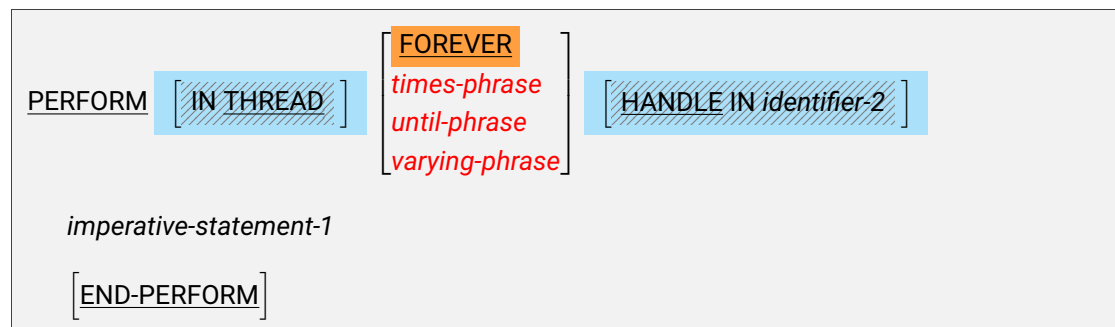 FOREVER
times-phrase
PERFORM IN THREAD HANDLE IN identifier-2
until-phrase
varying-phrase
imperative-statement-1
END-PERFORM